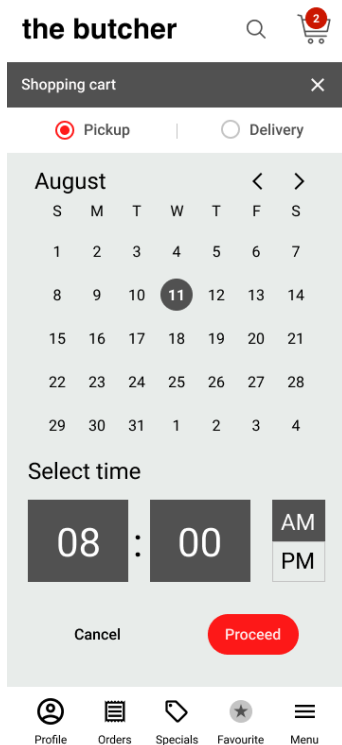 the butcher
2
Shopping cart
Pickup Delivery
August
S M T W T F S
1 2 3 4 5 6 7
8 9 10 11 12 13 14
15 16 17 18 19 20 21
22 23 24 25 26 27 28
29 30 31 1 2 3 4
Select time
08 : 00
AM
PM
Cancel Proceed
Profile Orders Specials Favourite Menu